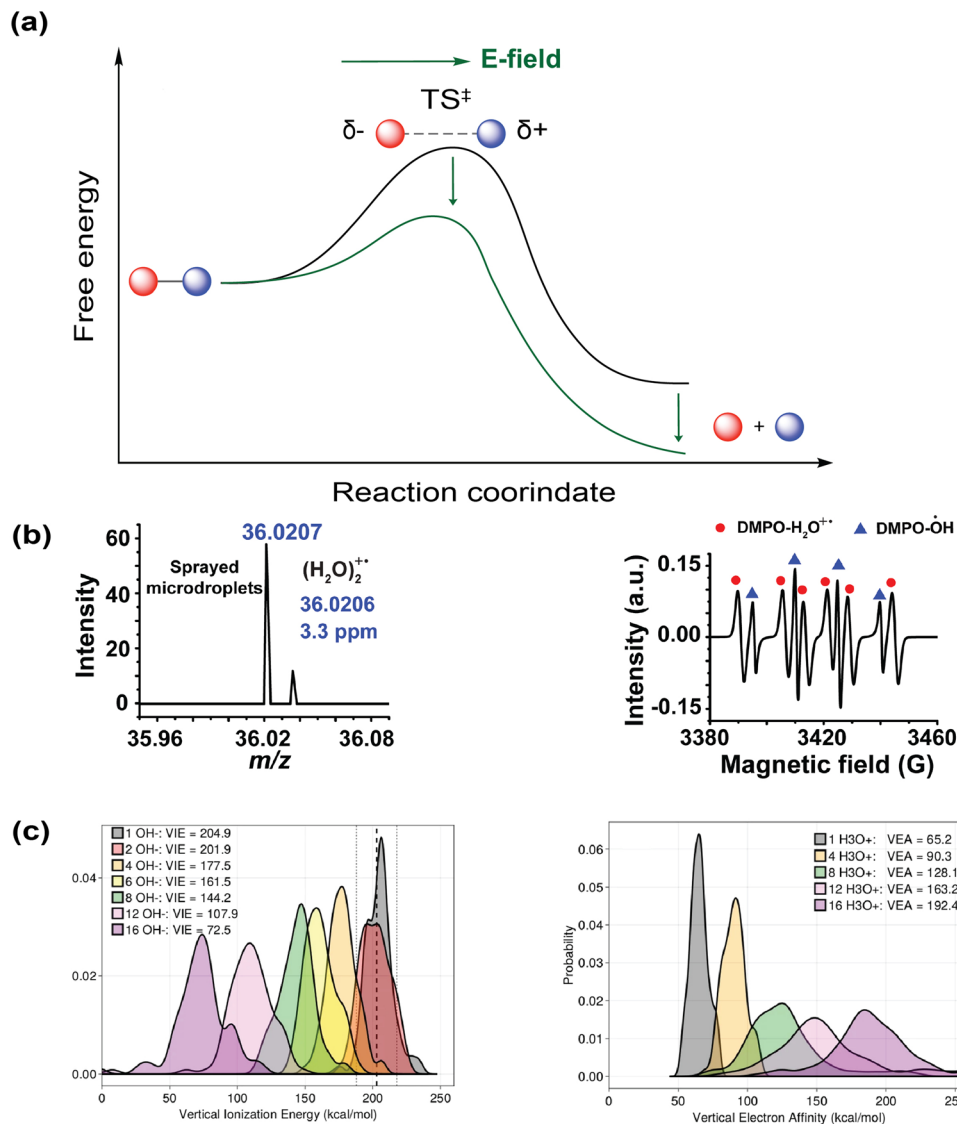 (a)
E-field
TS‡
δ- δ+
Free energy
+
Reaction coorindate
(b)
60
40
20
0
Intensity
36.0207
Sprayed
microdroplets
(H2O)2+•
36.0206
3.3 ppm
35.96 36.02 36.08
m/z
DMPO-H2O+• DMPO-ȮH
0.15
0.00
-0.15
Intensity (a.u.)
3380 3420 3460
Magnetic field (G)
(c)
0.04
0.02
0.00
1 OH-: VIE = 204.9
2 OH-: VIE = 201.9
4 OH-: VIE = 177.5
6 OH-: VIE = 161.5
8 OH-: VIE = 144.2
12 OH-: VIE = 107.9
16 OH-: VIE = 72.5
0 50 100 150 200 250
Vertical Ionization Energy (kcal/mol)
0.06
0.05
0.04
0.03
0.02
0.01
0.00
Probability
1 H3O+: VEA = 65.2
4 H3O+: VEA = 90.3
8 H3O+: VEA = 128.1
12 H3O+: VEA = 163.2
16 H3O+: VEA = 192.4
0 50 100 150 200 250
Vertical Electron Affinity (kcal/mol)